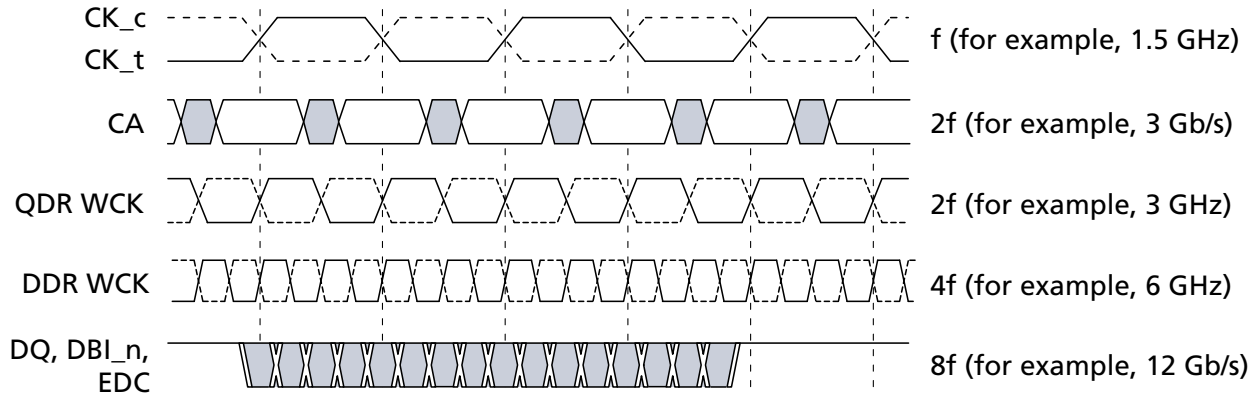 CK_c
CK_t
f (for example, 1.5 GHz)
CA
2f (for example, 3 Gb/s)
QDR WCK
2f (for example, 3 GHz)
DDR WCK
4f (for example, 6 GHz)
DQ, DBI_n,
EDC
8f (for example, 12 Gb/s)